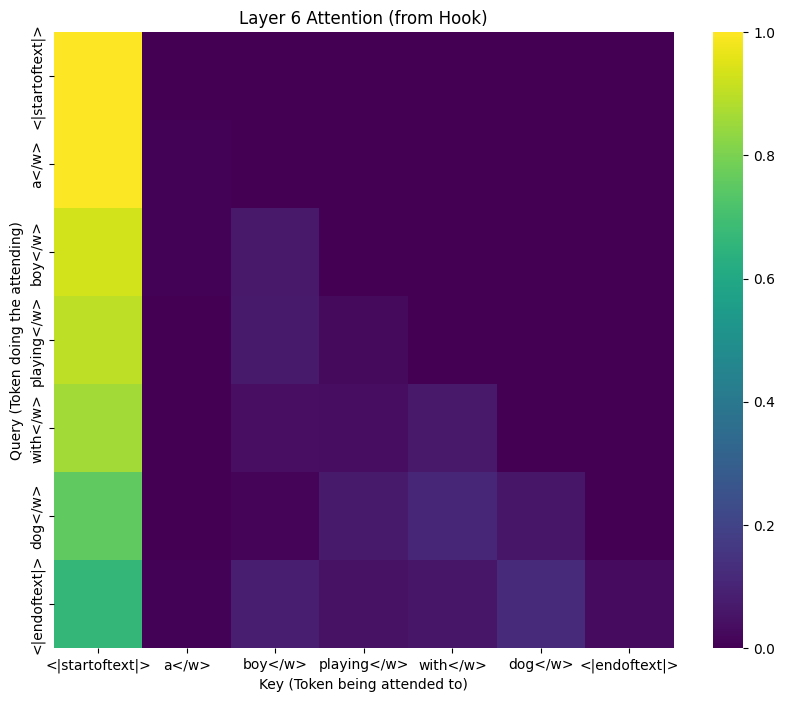 Layer 6 Attention (from Hook)
Query (Token doing the attending)
<|startoftext|>
a</w>
boy</w>
playing</w>
with</w>
dog</w>
<|endoftext|>
<|startoftext|> a</w> boy</w> playing</w> with</w> dog</w> <|endoftext|>
Key (Token being attended to)
1.0
0.8
0.6
0.4
0.2
0.0